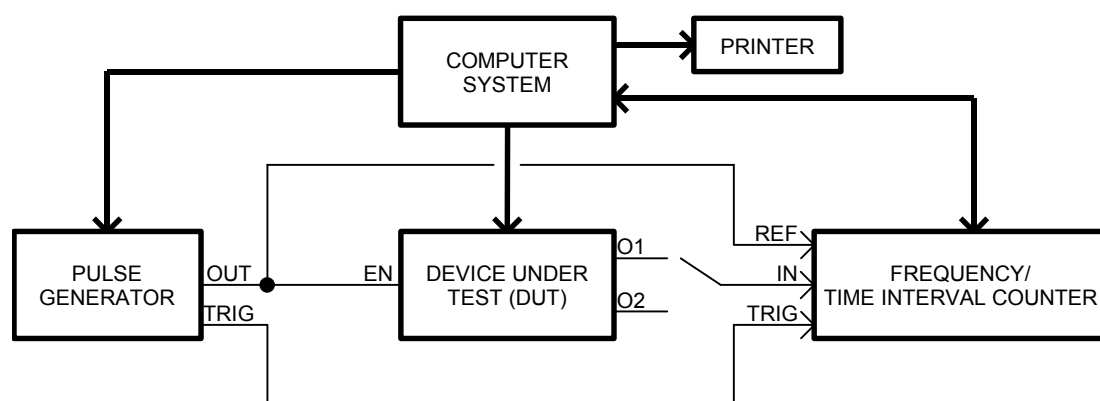 COMPUTER
SYSTEM
PRINTER
PULSE
GENERATOR
OUT
TRIG
EN
DEVICE UNDER
TEST (DUT)
O1
O2
REF
IN
TRIG
FREQUENCY/
TIME INTERVAL COUNTER